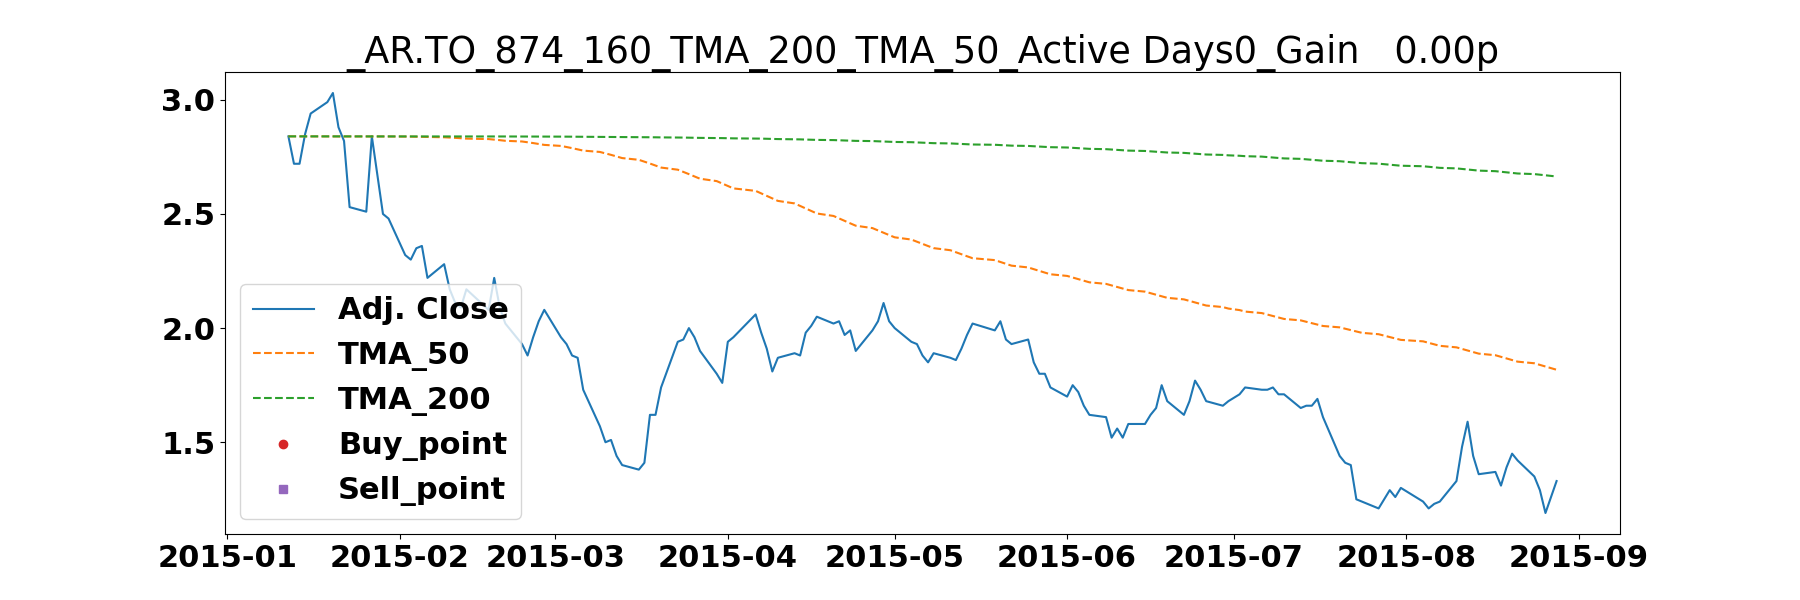 _AR.TO_874_160_TMA_200_TMA_50_Active Days0_Gain   0.00p
3.0
2.5
2.0
1.5
Adj. Close
TMA_50
TMA_200
Buy_point
Sell_point
2015-01 2015-02 2015-03 2015-04 2015-05 2015-06 2015-07 2015-08 2015-09